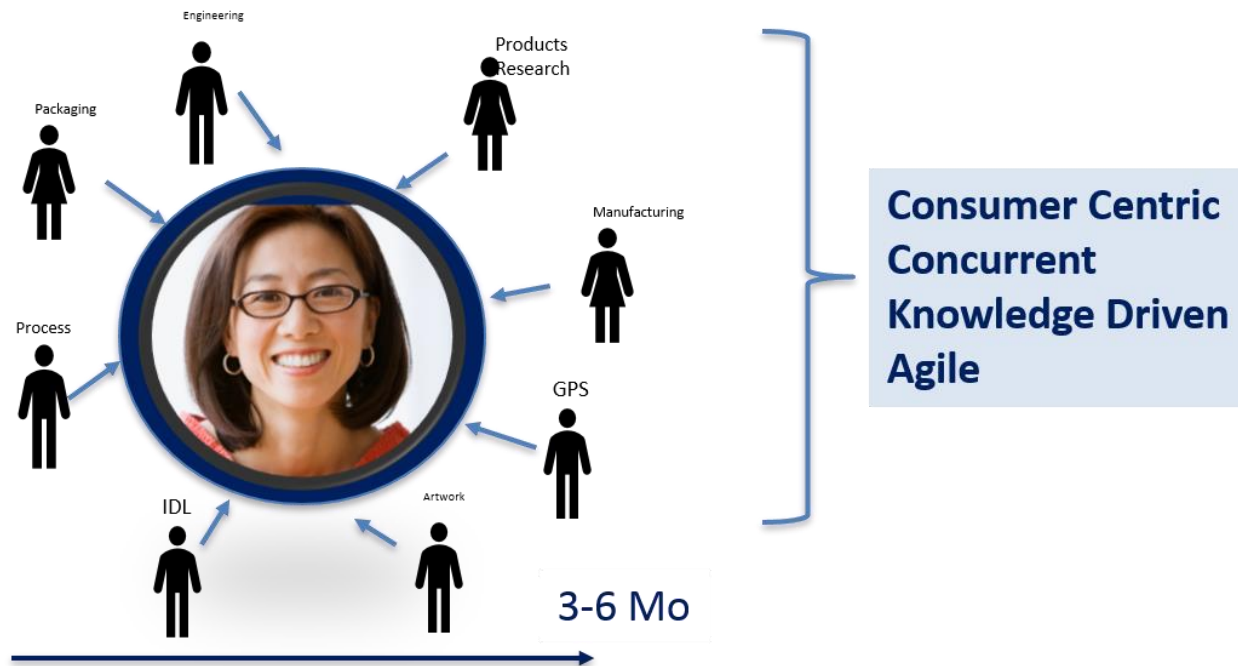 Engineering
Products
Research
Packaging
Manufacturing
Process
GPS
IDL
Artwork
3-6 Mo
Consumer Centric
Concurrent
Knowledge Driven
Agile